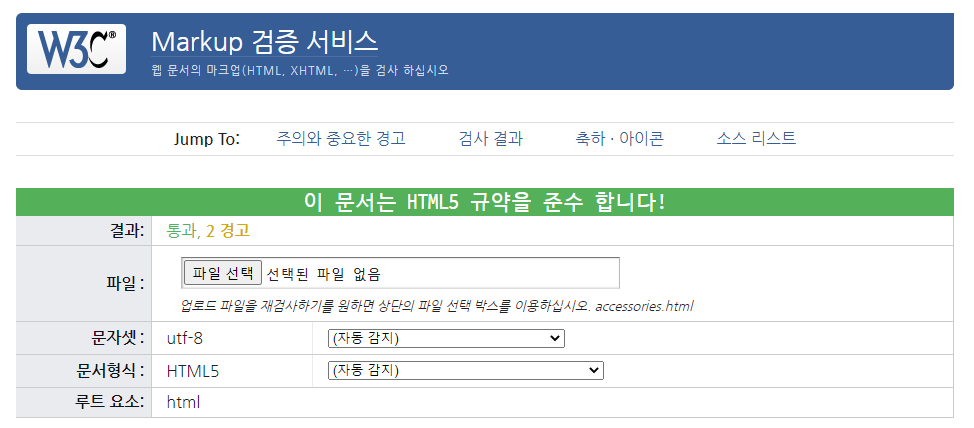 W3C®
Markup 검증 서비스
웹 문서의 마크업(HTML, XHTML, …)을 검사 하십시오
Jump To: 주의와 중요한 경고 검사 결과 축하 · 아이콘 소스 리스트
이 문서는 HTML5 규약을 준수 합니다!
결과: 통과, 2 경고
파일 : 파일 선택 선택된 파일 없음
업로드 파일을 재검사하기를 원하면 상단의 파일 선택 박스를 이용하십시오. accessories.html
문자셋 : utf-8 (자동 감지)
문서형식 : HTML5 (자동 감지)
루트 요소: html